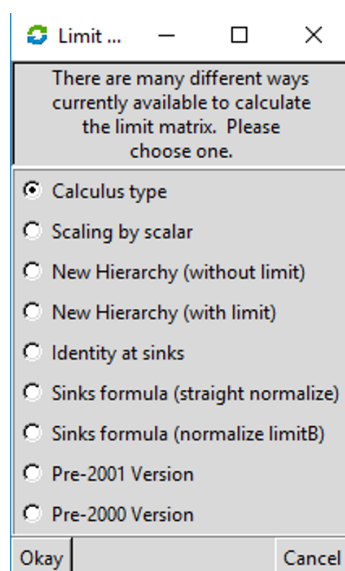 Limit ...
There are many different ways
currently available to calculate
the limit matrix. Please
choose one.
Calculus type
Scaling by scalar
New Hierarchy (without limit)
New Hierarchy (with limit)
Identity at sinks
Sinks formula (straight normalize)
Sinks formula (normalize limitB)
Pre-2001 Version
Pre-2000 Version
Okay
Cancel